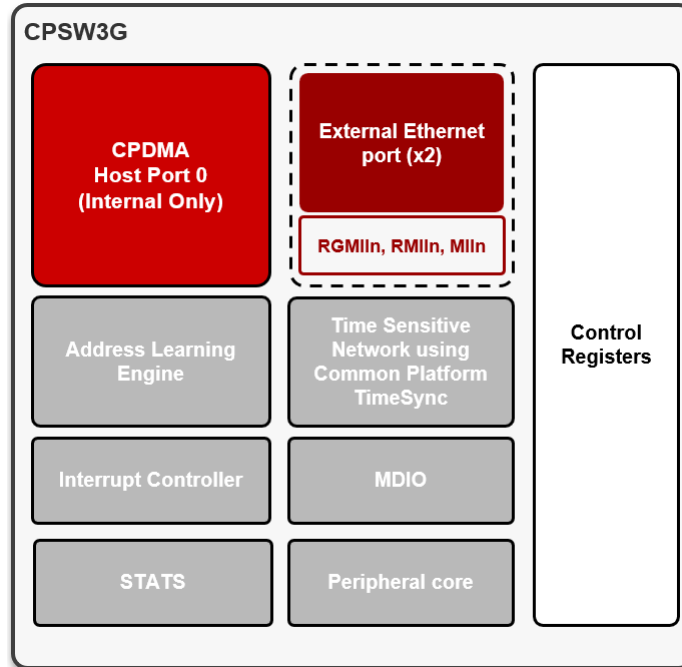 CPSW3G
CPDMA
Host Port 0
(Internal Only)
External Ethernet
port (x2)
RGMIIn, RMIIn, MIIn
Control
Registers
Address Learning
Engine
Time Sensitive
Network using
Common Platform
TimeSync
Interrupt Controller
MDIO
STATS
Peripheral core